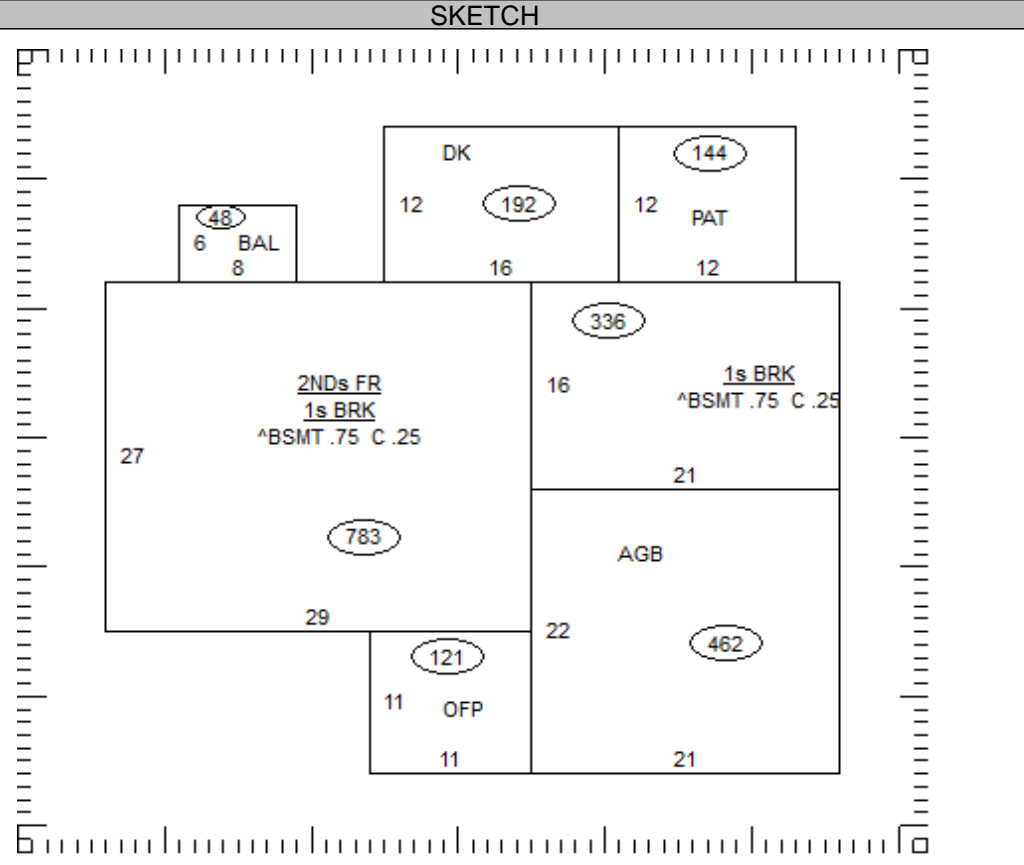 SKETCH
DK
144
12
192
12
PAT
48
6 BAL
8
16
12
336
2NDs FR
1s BRK
^BSMT .75 C .25
16
1s BRK
^BSMT .75 C .25
27
21
783
AGB
29
22
462
121
11
OFP
11
21